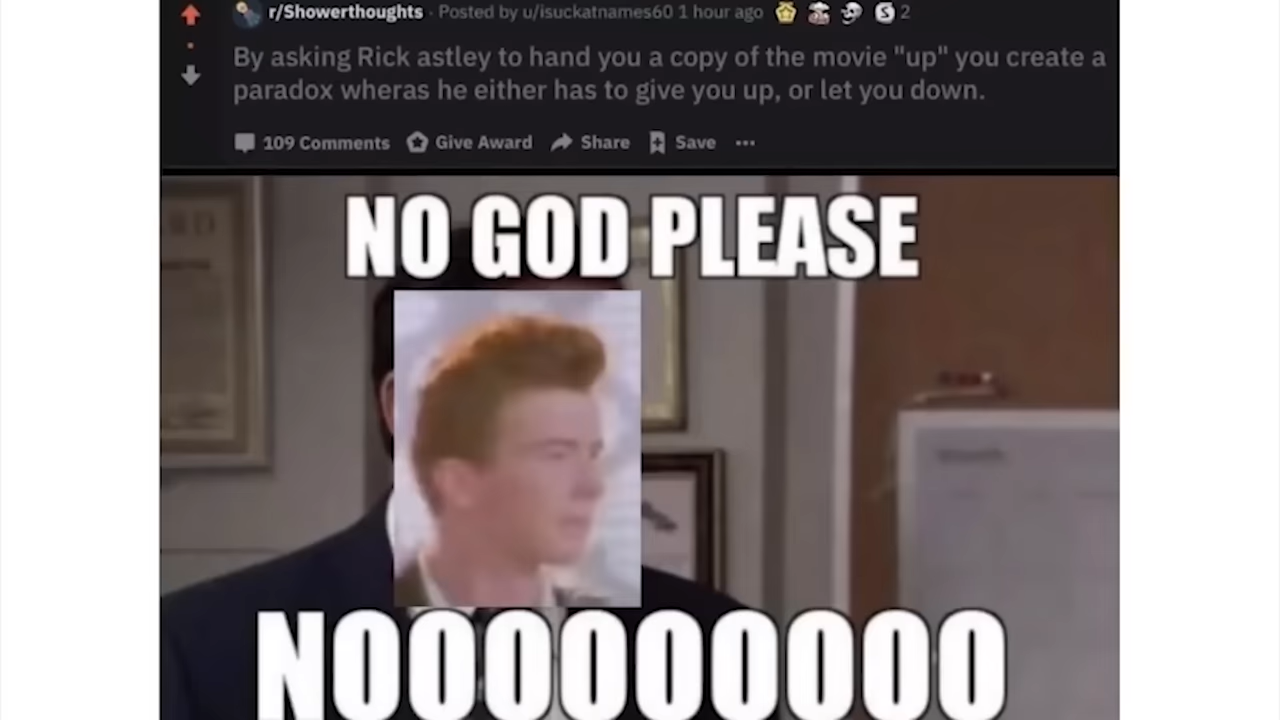 r/Showerthoughts · Posted by u/isuckatnames60 1 hour ago S 2
By asking Rick astley to hand you a copy of the movie "up" you create a
paradox wheras he either has to give you up, or let you down.
109 Comments Give Award Share Save ...
NO GOD PLEASE
NOOOOOOOOO